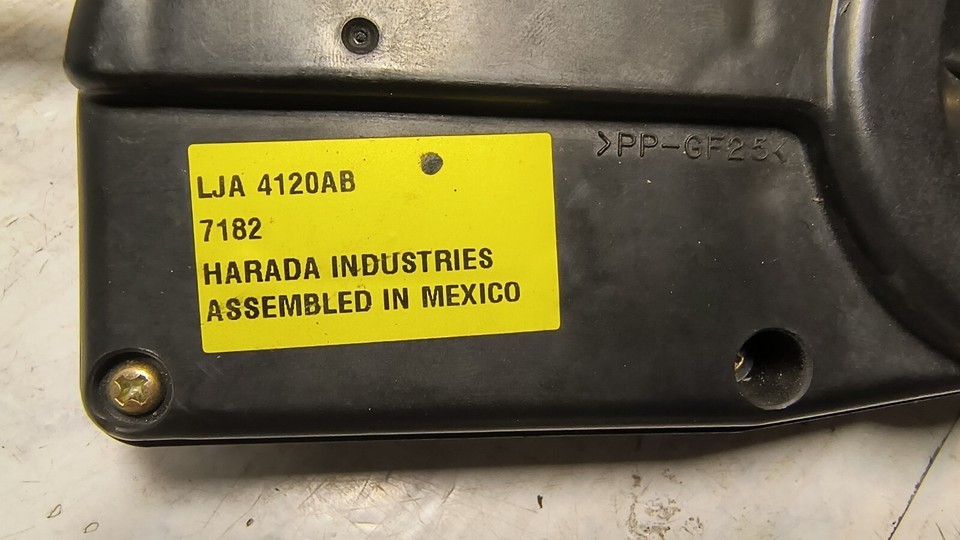 >PP-GF25<
LJA 4120AB
7182
HARADA INDUSTRIES
ASSEMBLED IN MEXICO